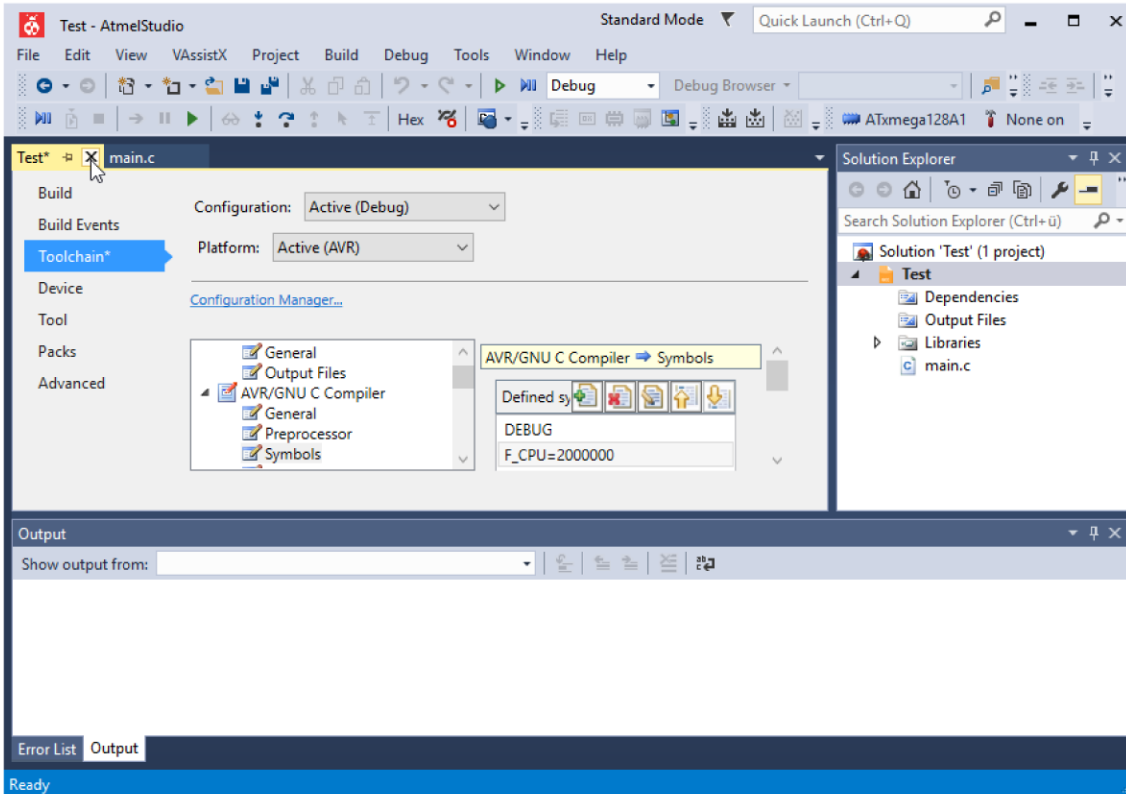 Test - AtmelStudio
Standard Mode
Quick Launch (Ctrl+Q)
File Edit View VAssistX Project Build Debug Tools Window Help
Debug
Debug Browser
Hex
ATxmega128A1
None on
Test*
main.c
Build
Build Events
Toolchain*
Device
Tool
Packs
Advanced
Configuration: Active (Debug)
Platform: Active (AVR)
Configuration Manager...
General
Output Files
AVR/GNU C Compiler
General
Preprocessor
Symbols
AVR/GNU C Compiler Symbols
Defined sy
DEBUG
F_CPU=2000000
Solution Explorer
Search Solution Explorer (Ctrl+ü)
Solution 'Test' (1 project)
Test
Dependencies
Output Files
Libraries
main.c
Output
Show output from:
Error List Output
Ready